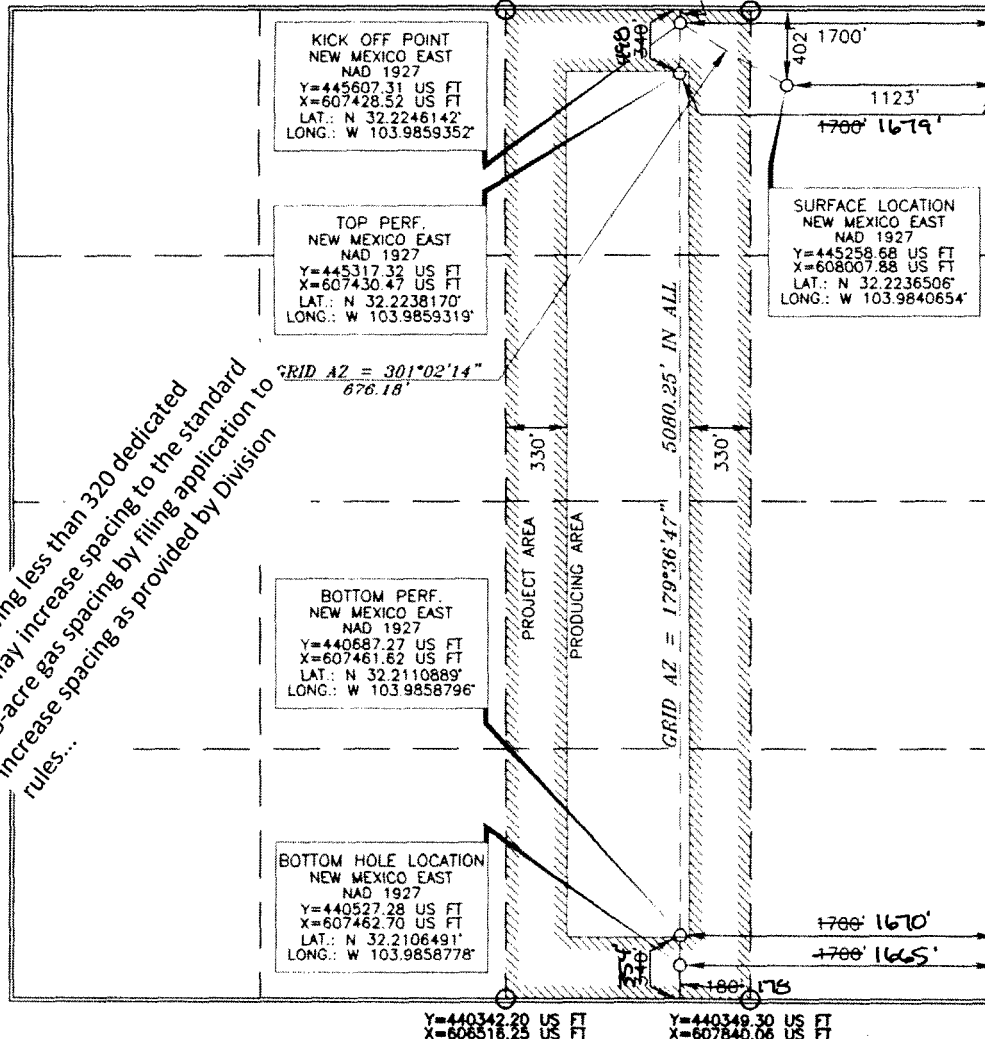 KICK OFF POINT
NEW MEXICO EAST
NAD 1927
Y=445607.31 US FT
X=607428.52 US FT
LAT.: N 32.2246142°
LONG.: W 103.9859352°
TOP PERF.
NEW MEXICO EAST
NAD 1927
Y=445317.32 US FT
X=607430.47 US FT
LAT.: N 32.2238170°
LONG.: W 103.9859319°
GRID AZ = 301°02'14"
676.18'
340'
1700'
402
1123'
1700' 1679'
SURFACE LOCATION
NEW MEXICO EAST
NAD 1927
Y=445258.68 US FT
X=608007.88 US FT
LAT.: N 32.2236506°
LONG.: W 103.9840654°
ing less than 320 dedicated
may increase spacing to the standard
-acre gas spacing by filing application to
increase spacing as provided by Division
rules...
330'
330'
PROJECT AREA
PRODUCING AREA
GRID AZ = 179°36'47" 5080.25' IN ALL
BOTTOM PERF.
NEW MEXICO EAST
NAD 1927
Y=440687.27 US FT
X=607461.62 US FT
LAT.: N 32.2110889°
LONG.: W 103.9858796°
BOTTOM HOLE LOCATION
NEW MEXICO EAST
NAD 1927
Y=440527.28 US FT
X=607462.70 US FT
LAT.: N 32.2106491°
LONG.: W 103.9858778°
1700' 1670'
1700' 1665'
354'
340'
180' 178
Y=440342.20 US FT
X=606516.25 US FT
Y=440349.30 US FT
X=607840.06 US FT